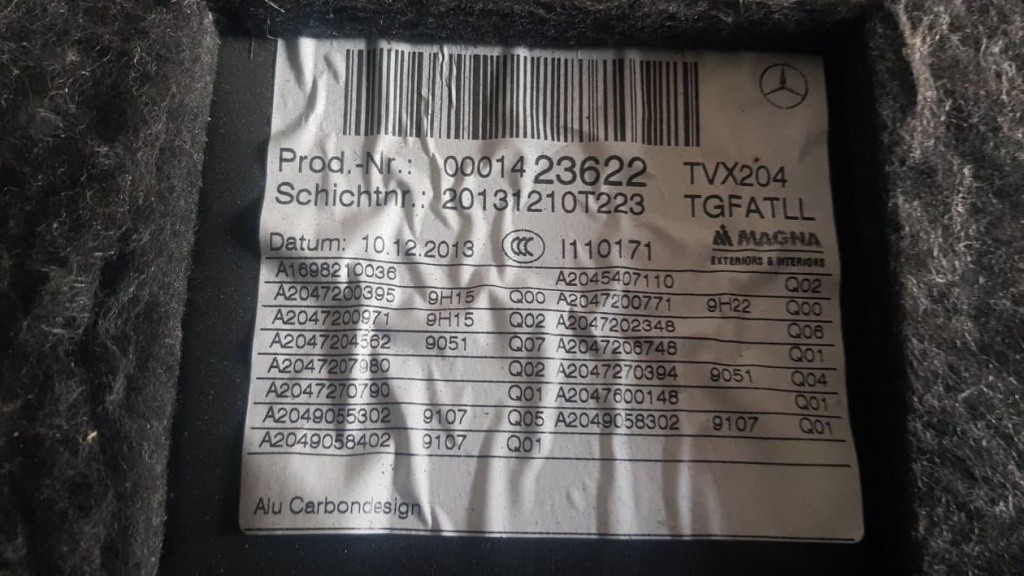 Prod.-Nr.: 00014 23622 TVX204
Schichtnr.: 20131210T223 TGFATLL
Datum: 10.12.2013 CCC I110171 MAGNA
EXTERIORS & INTERIORS
A1698210036 A2045407110 Q02
A2047200395 9H15 Q00 A2047200771 9H22 Q00
A2047200971 9H15 Q02 A2047202348 Q06
A2047204562 9051 Q07 A2047206748 Q01
A2047207980 Q02 A2047270394 9051 Q04
A2047270790 Q01 A2047600148 Q01
A2049055302 9107 Q05 A2049058302 9107 Q01
A2049058402 9107 Q01
Alu Carbondesign